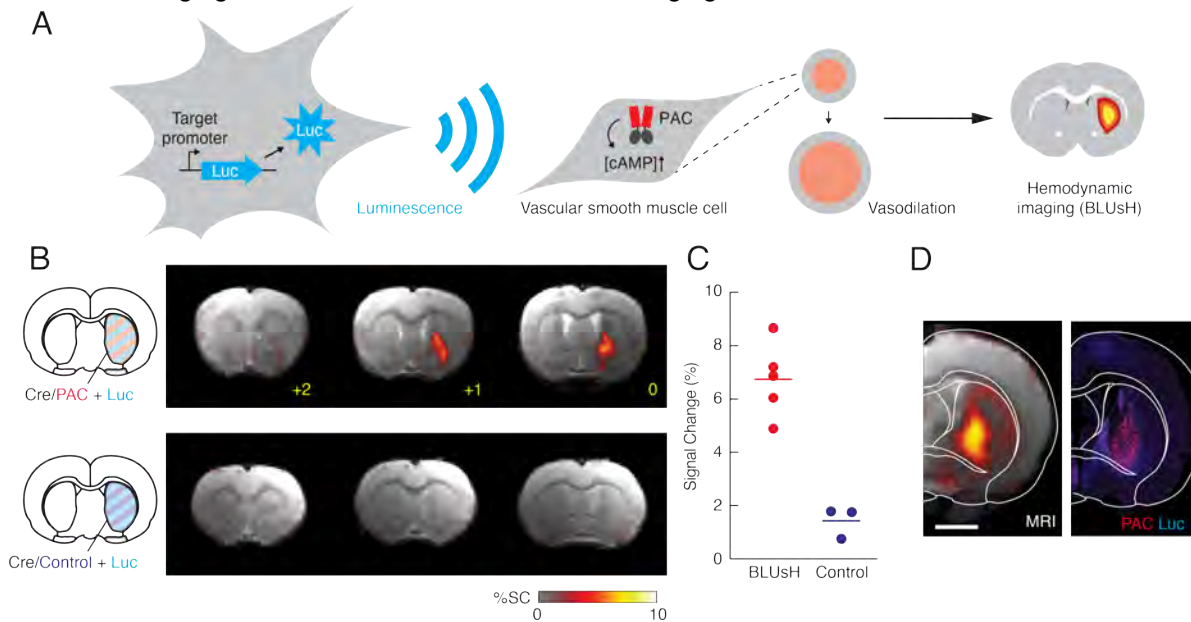 A
Target
promoter
Luc
Luc
Luminescence
PAC
[cAMP]↑
Vascular smooth muscle cell
Vasodilation
Hemodynamic
imaging (BLUsH)
B
Cre/PAC + Luc
+2
+1
0
Cre/Control + Luc
%SC
0
10
C
Signal Change (%)
10
8
6
4
2
0
BLUsH
Control
D
MRI
PAC Luc